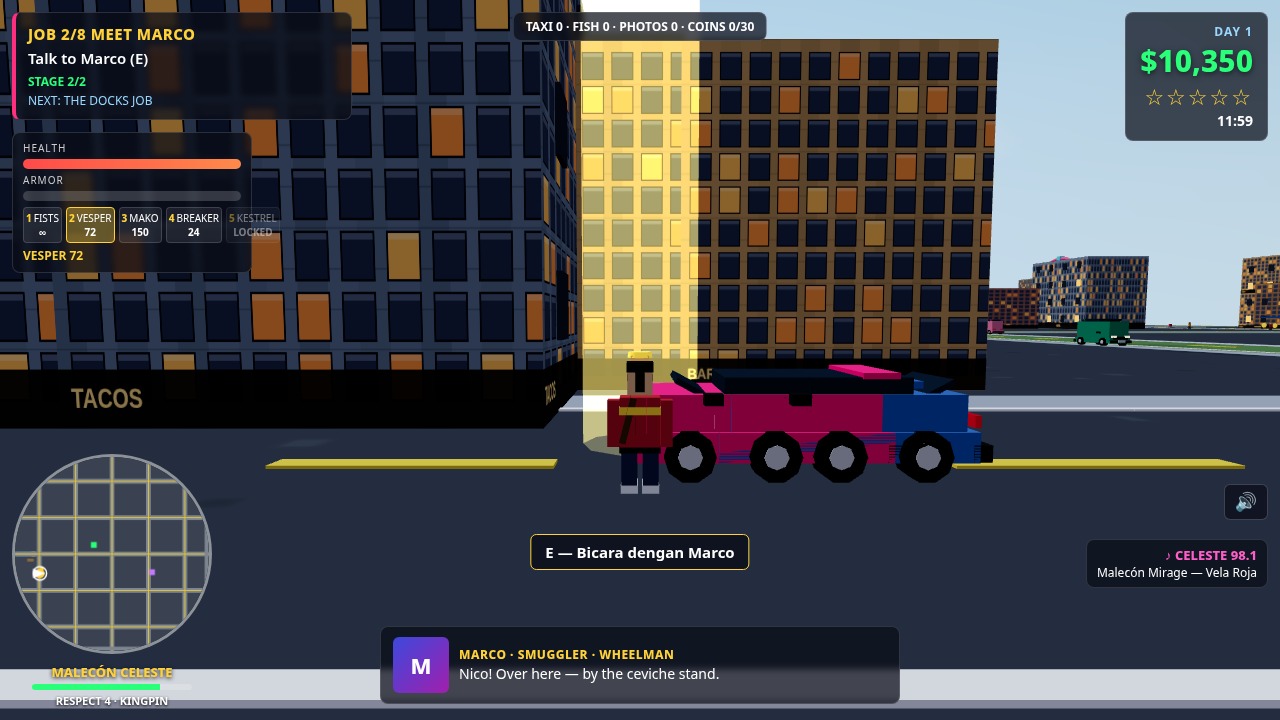 JOB 2/8 MEET MARCO
Talk to Marco (E)
STAGE 2/2
NEXT: THE DOCKS JOB
TAXI 0 · FISH 0 · PHOTOS 0 · COINS 0/30
DAY 1
$10,350
☆☆☆☆☆
11:59
HEALTH
ARMOR
1 FISTS 2 VESPER 3 MAKO 4 BREAKER 5 KESTREL
∞ 72 150 24 LOCKED
VESPER 72
TACOS
TACOS
BAR
E — Bicara dengan Marco
♪ CELESTE 98.1
Malecón Mirage — Vela Roja
MARCO · SMUGGLER · WHEELMAN
M
Nico! Over here — by the ceviche stand.
MALECÓN CELESTE
RESPECT 4 · KINGPIN